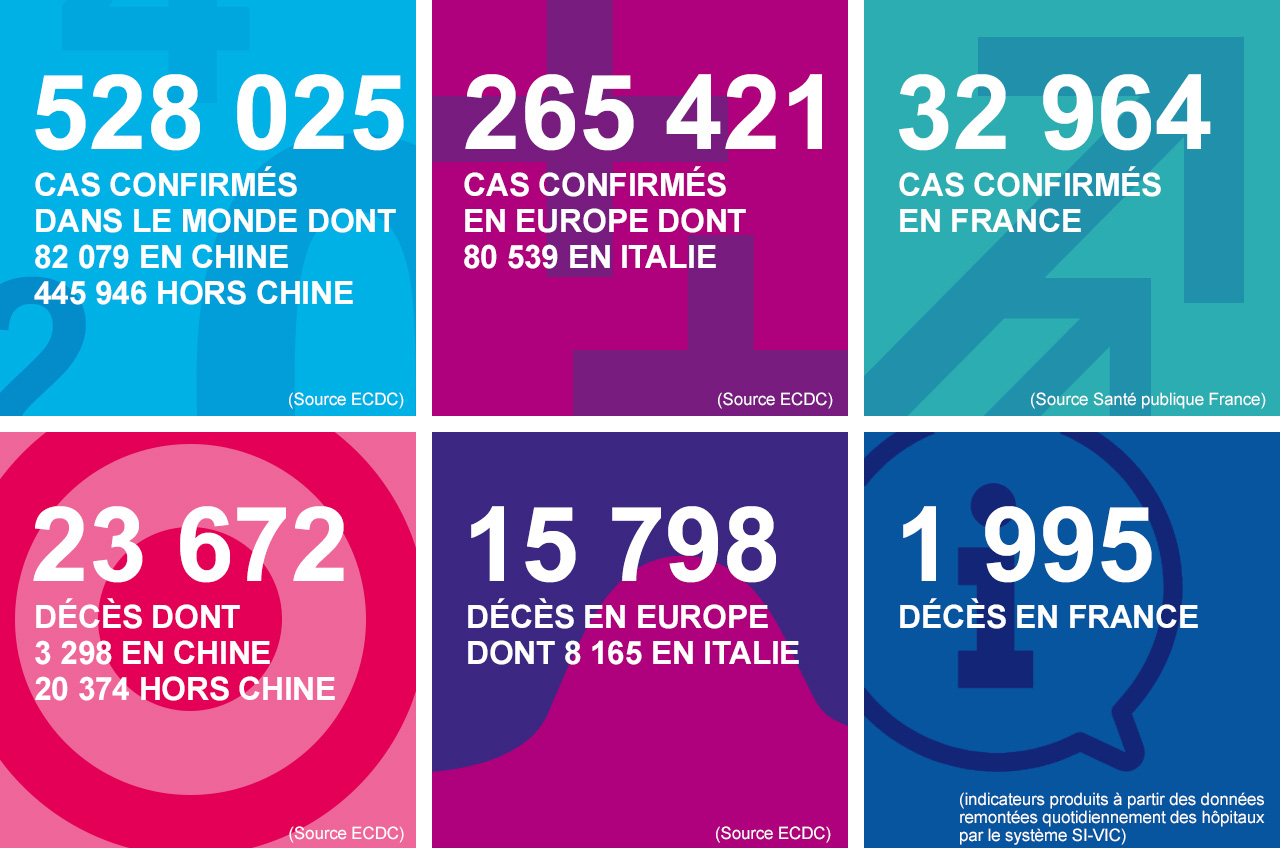 528 025
CAS CONFIRMÉS
DANS LE MONDE DONT
82 079 EN CHINE
445 946 HORS CHINE
(Source ECDC)
265 421
CAS CONFIRMÉS
EN EUROPE DONT
80 539 EN ITALIE
(Source ECDC)
32 964
CAS CONFIRMÉS
EN FRANCE
(Source Santé publique France)
23 672
DÉCÈS DONT
3 298 EN CHINE
20 374 HORS CHINE
(Source ECDC)
15 798
DÉCÈS EN EUROPE
DONT 8 165 EN ITALIE
(Source ECDC)
1 995
DÉCÈS EN FRANCE
(indicateurs produits à partir des données
remontées quotidiennement des hôpitaux
par le système SI-VIC)